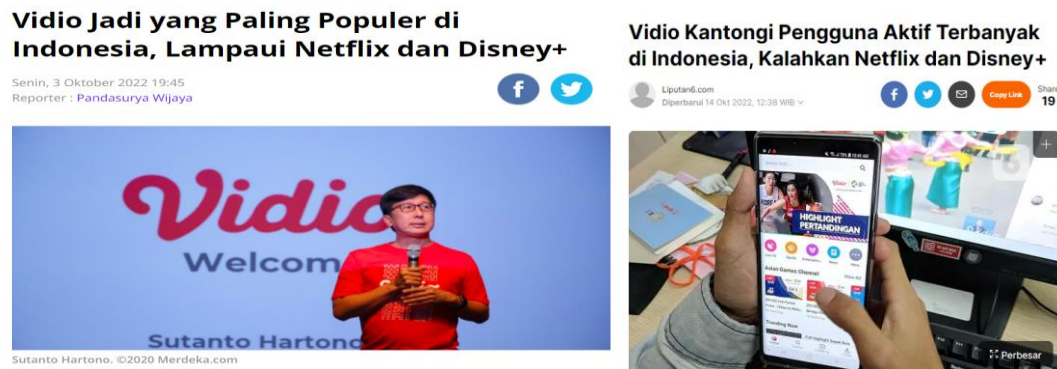 Vidio Jadi yang Paling Populer di
Indonesia, Lampaui Netflix dan Disney+
Senin, 3 Oktober 2022 19:45
Reporter : Pandasurya Wijaya
Vidio
Welcom
Sutanto Hartono
Sutanto Hartono. ©2020 Merdeka.com
Vidio Kantongi Pengguna Aktif Terbanyak
di Indonesia, Kalahkan Netflix dan Disney+
Liputan6.com
Diperbarui 14 Okt 2022, 12:38 WIB
Copy Link
Share
19
HIGHLIGHT
PERTANDINGAN
Asian Games Channel
View All
Trending Now
Perbesar